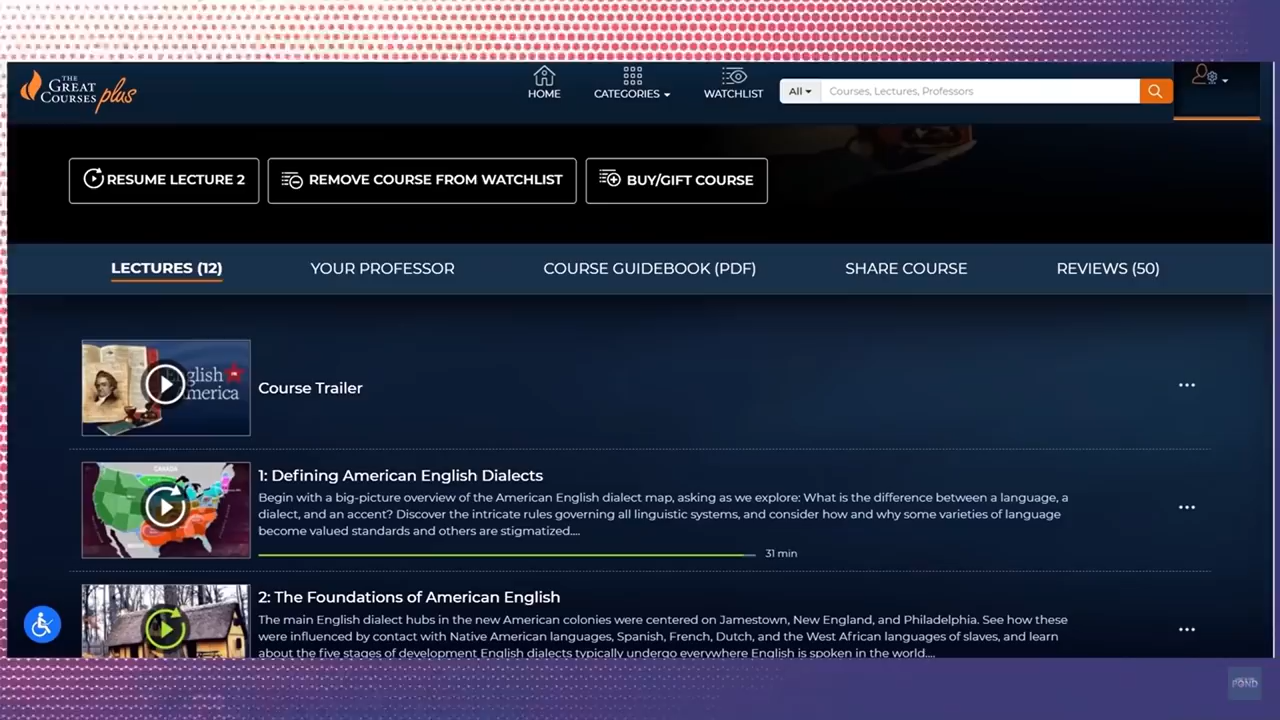 THE
GREAT
COURSES plus
HOME
CATEGORIES
WATCHLIST
All
Courses, Lectures, Professors
RESUME LECTURE 2
REMOVE COURSE FROM WATCHLIST
BUY/GIFT COURSE
LECTURES (12)
YOUR PROFESSOR
COURSE GUIDEBOOK (PDF)
SHARE COURSE
REVIEWS (50)
nglish
merica
Course Trailer
CANADA
1: Defining American English Dialects
Begin with a big-picture overview of the American English dialect map, asking as we explore: What is the difference between a language, a
dialect, and an accent? Discover the intricate rules governing all linguistic systems, and consider how and why some varieties of language
become valued standards and others are stigmatized....
31 min
2: The Foundations of American English
The main English dialect hubs in the new American colonies were centered on Jamestown, New England, and Philadelphia. See how these
were influenced by contact with Native American languages, Spanish, French, Dutch, and the West African languages of slaves, and learn
about the five stages of development English dialects typically undergo everywhere English is spoken in the world....
POND